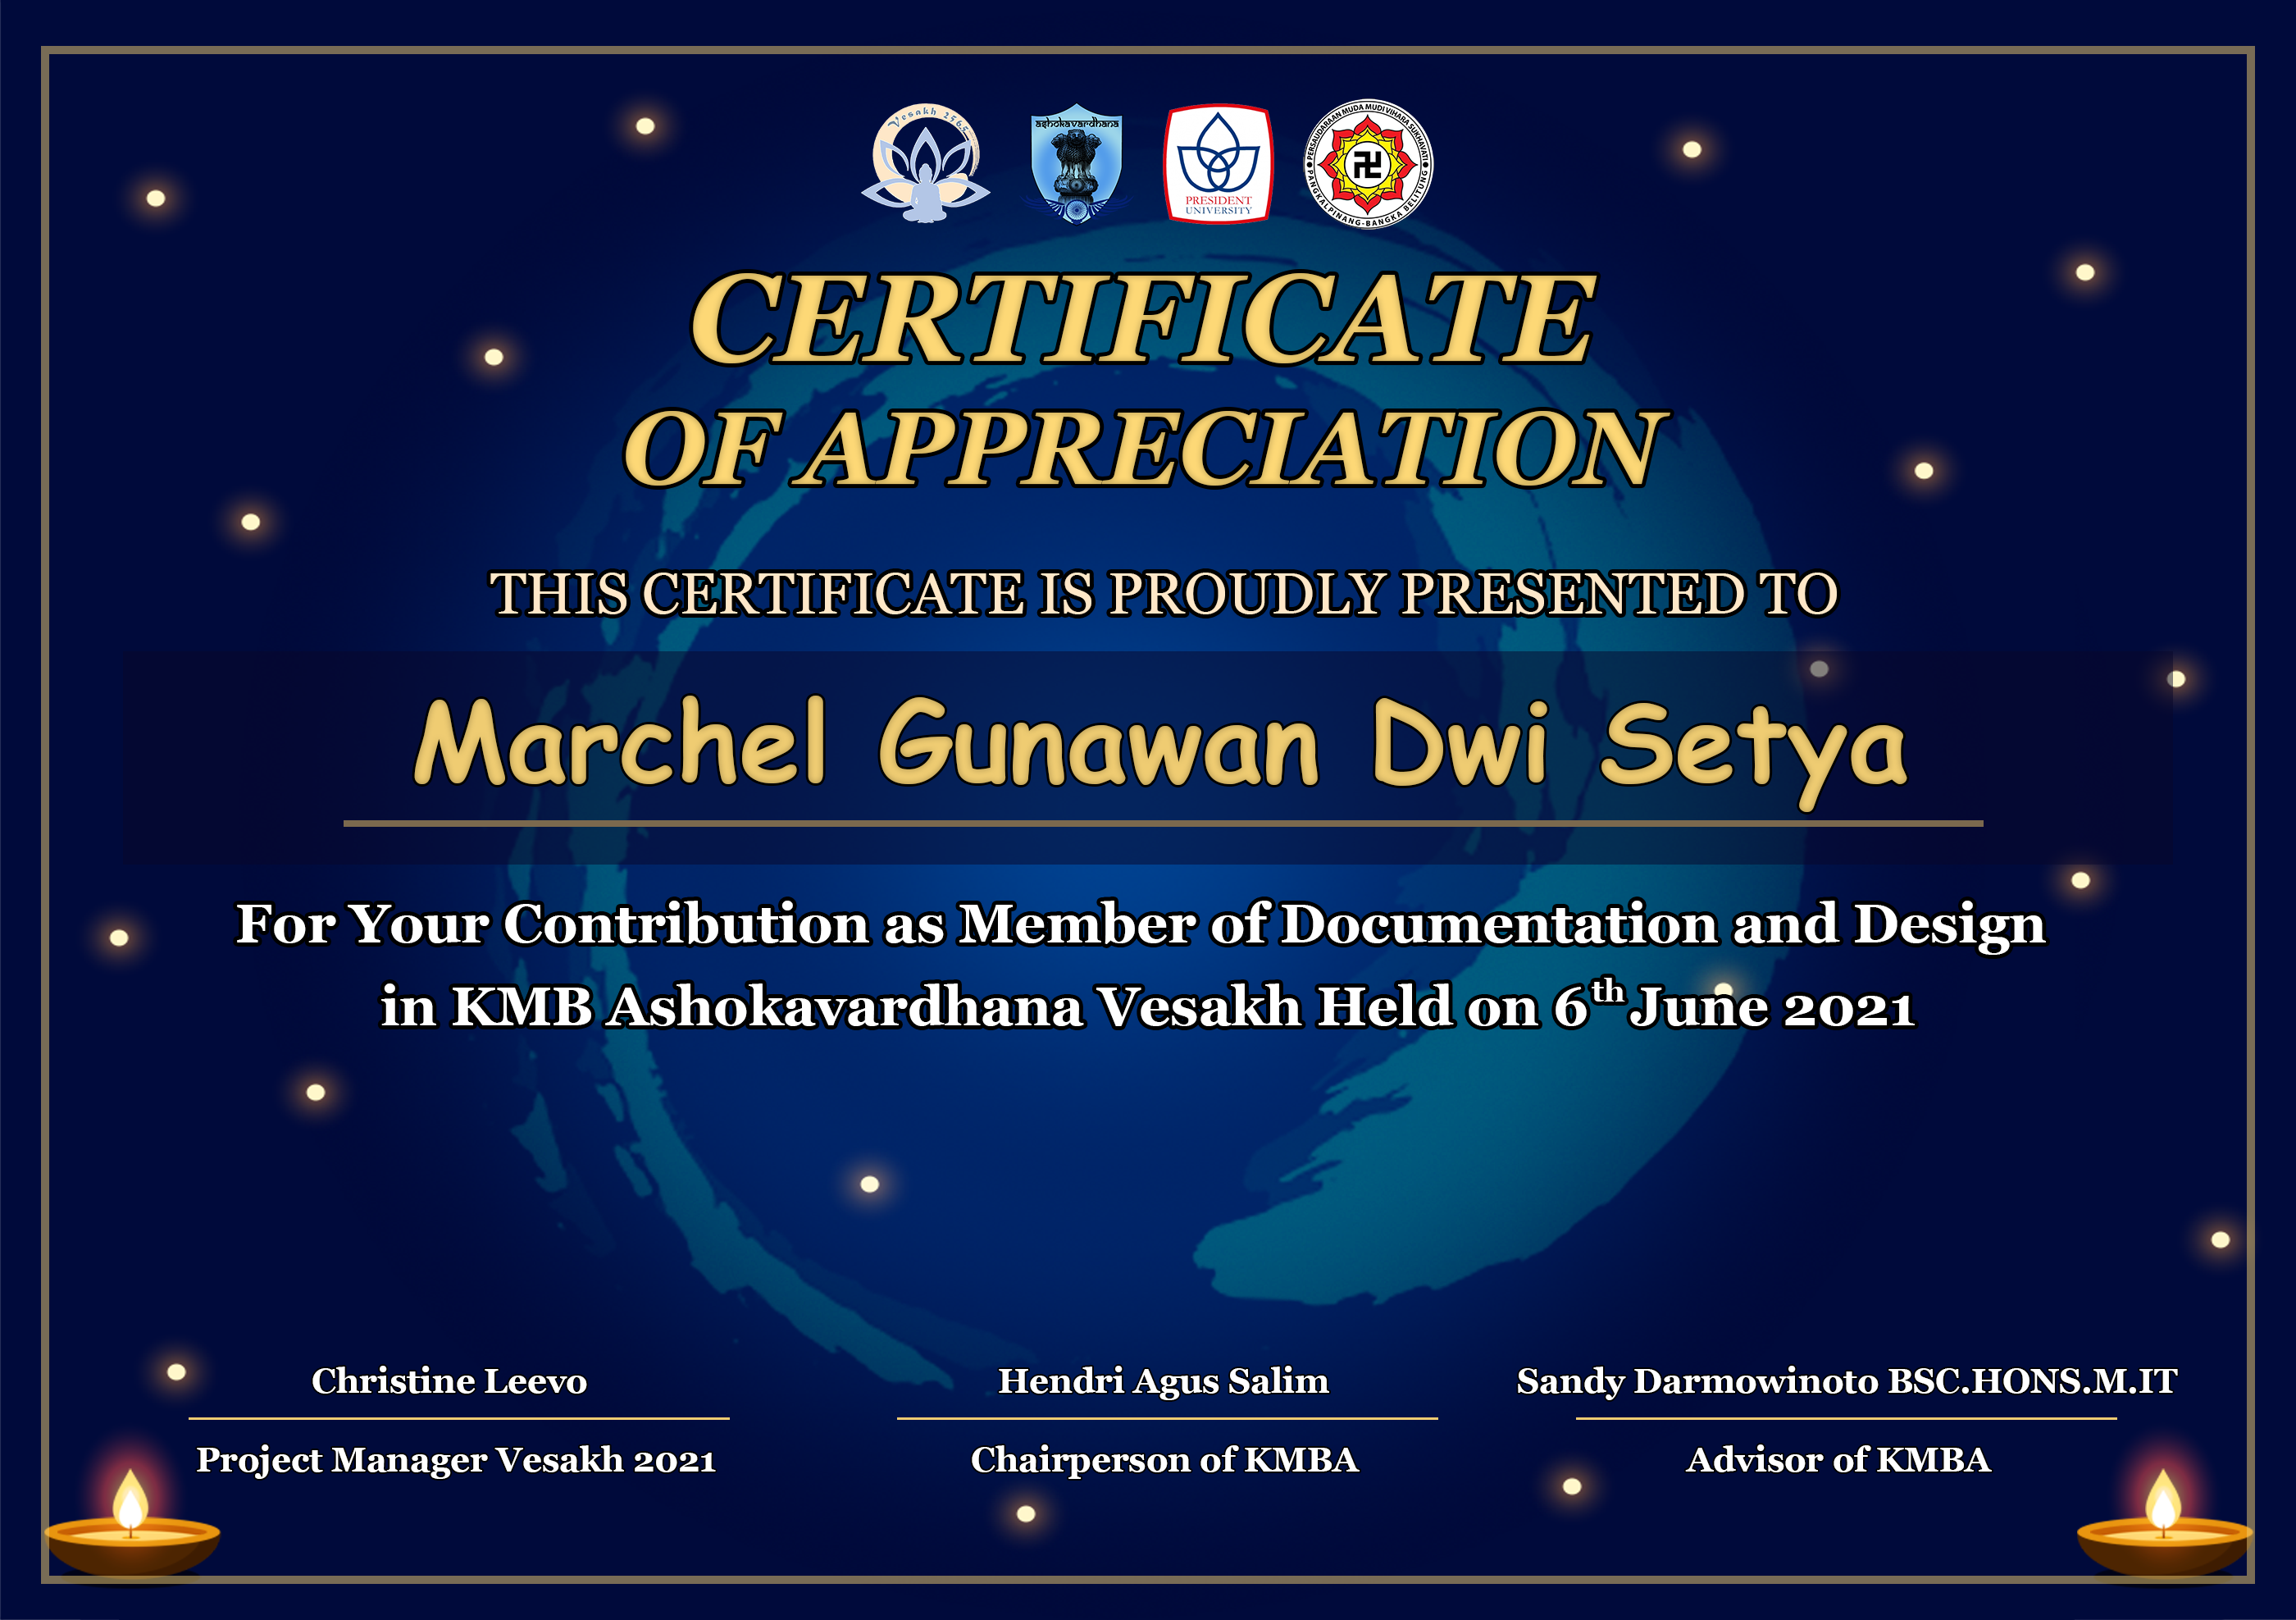 Vesakh 2565
ashokavardhana
PRESIDENT
UNIVERSITY
PERSAUDARAAN MUDA MUDI VIHARA SUKHAVATI
PANGKALPINANG-BANGKA BELITUNG
CERTIFICATE
OF APPRECIATION
THIS CERTIFICATE IS PROUDLY PRESENTED TO
Marchel Gunawan Dwi Setya
For Your Contribution as Member of Documentation and Design
in KMB Ashokavardhana Vesakh Held on 6th June 2021
Christine Leevo
Hendri Agus Salim
Sandy Darmowinoto BSC.HONS.M.IT
Project Manager Vesakh 2021
Chairperson of KMBA
Advisor of KMBA